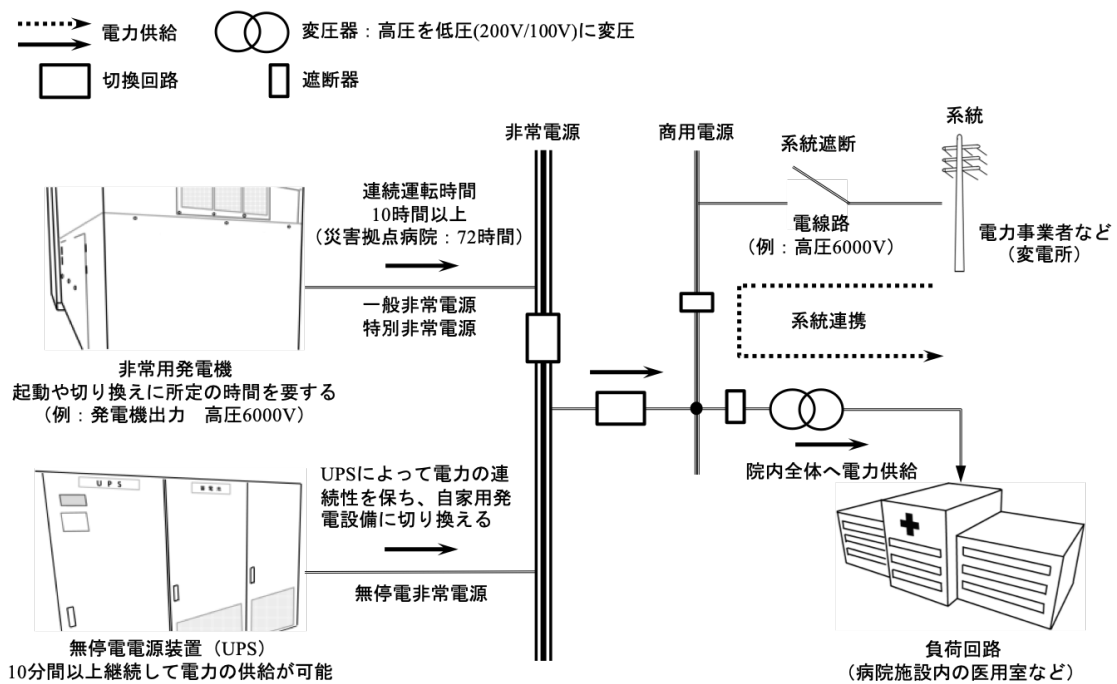 電力供給
変圧器：高圧を低圧(200V/100V)に変圧
切換回路
遮断器
非常電源
商用電源
系統
系統遮断
連続運転時間
10時間以上
（災害拠点病院：72時間）
電線路
（例：高圧6000V）
電力事業者など
（変電所）
一般非常電源
特別非常電源
系統連携
非常用発電機
起動や切り換えに所定の時間を要する
（例：発電機出力　高圧6000V）
院内全体へ電力供給
UPSによって電力の連
続性を保ち、自家用発
電設備に切り換える
UPS
蓄電池
無停電非常電源
無停電電源装置（UPS）
10分間以上継続して電力の供給が可能
負荷回路
（病院施設内の医用室など）